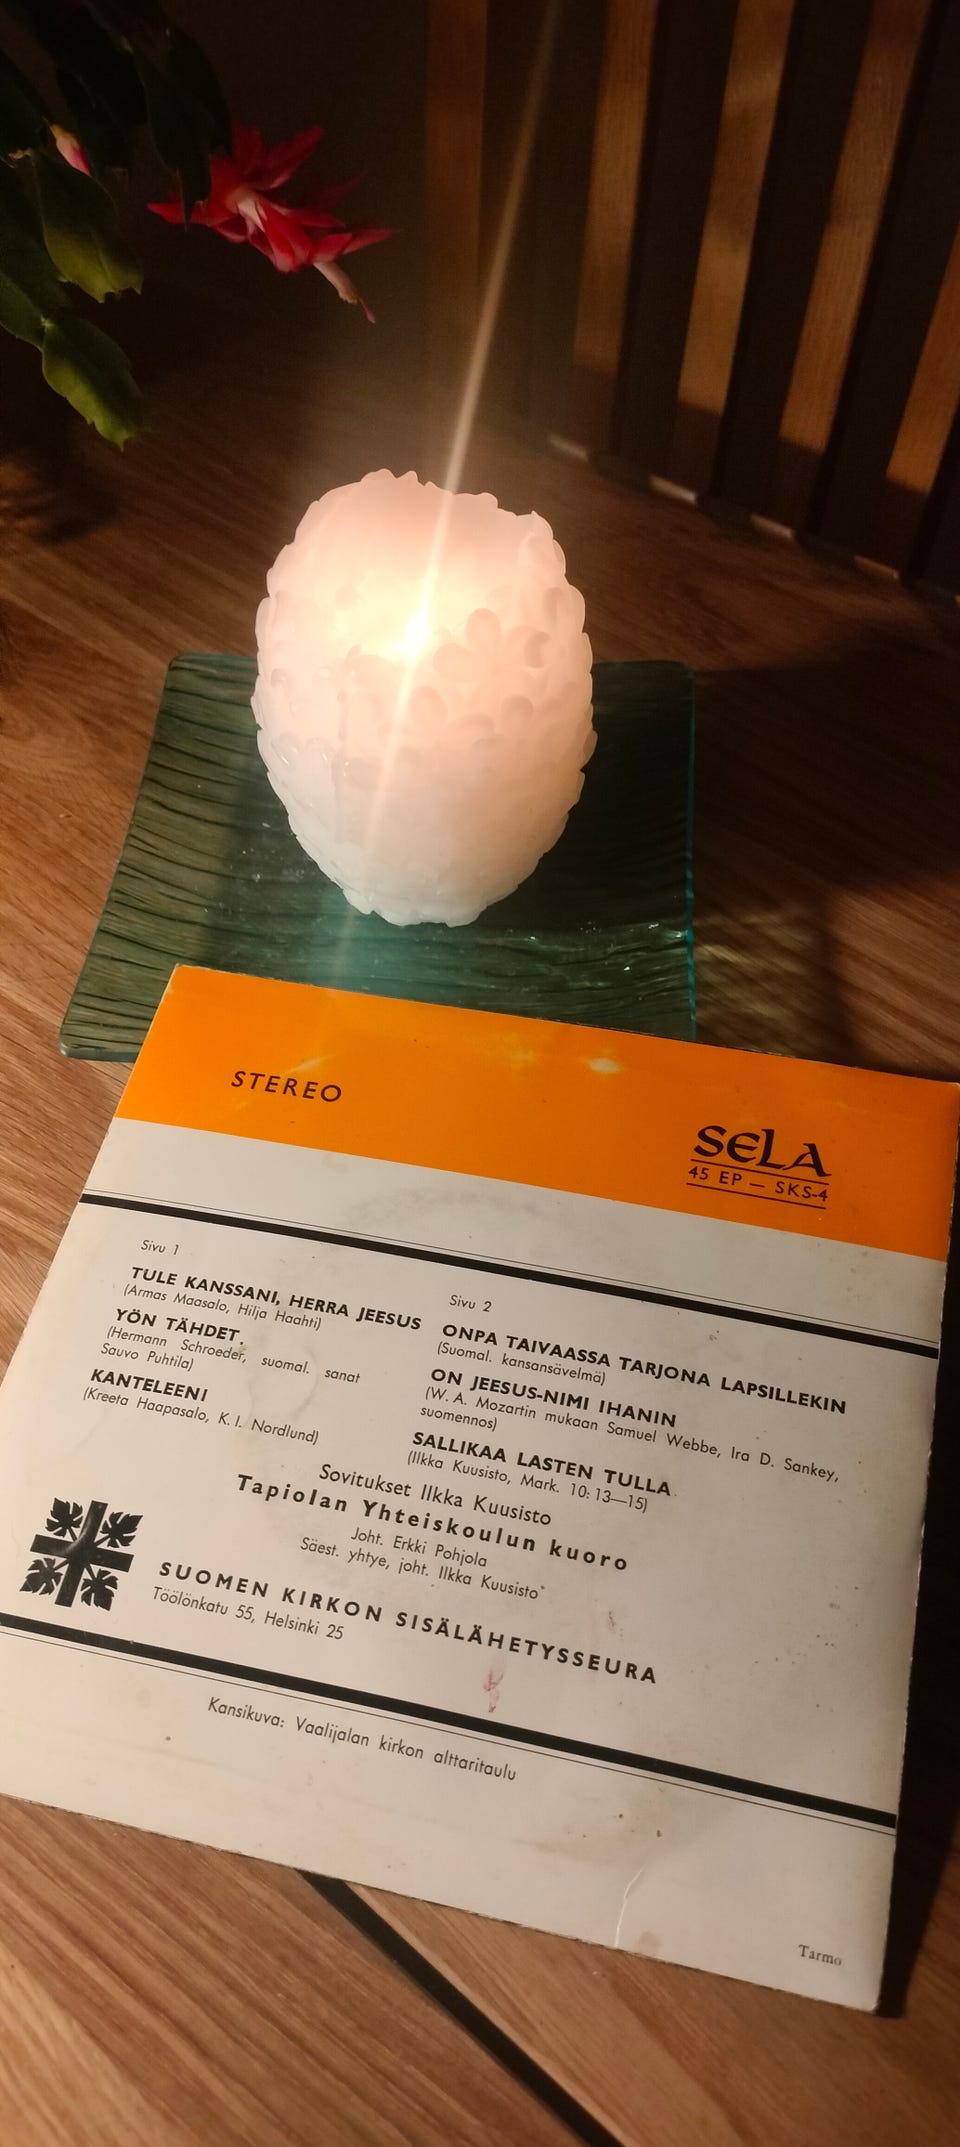 STEREO
SELA
45 EP — SKS-4
Sivu 1
TULE KANSSANI, HERRA JEESUS
(Armas Maasalo, Hilja Haahti)
YÖN TÄHDET
(Hermann Schroeder, suomal. sanat
Sauvo Puhtila)
KANTELEENI
(Kreeta Haapasalo, K. I. Nordlund)
Sivu 2
ONPA TAIVAASSA TARJONA LAPSILLEKIN
(Suomal. kansansävelmä)
ON JEESUS-NIMI IHANIN
(W. A. Mozartin mukaan Samuel Webbe, Ira D. Sankey,
suomennos)
SALLIKAA LASTEN TULLA
(Ilkka Kuusisto, Mark. 10: 13—15)
Sovitukset Ilkka Kuusisto
Tapiolan Yhteiskoulun kuoro
Joht. Erkki Pohjola
Säest. yhtye, joht. Ilkka Kuusisto
SUOMEN KIRKON SISÄLÄHETYSSEURA
Töölönkatu 55, Helsinki 25
Kansikuva: Vaalijalan kirkon alttaritaulu
Tarmo